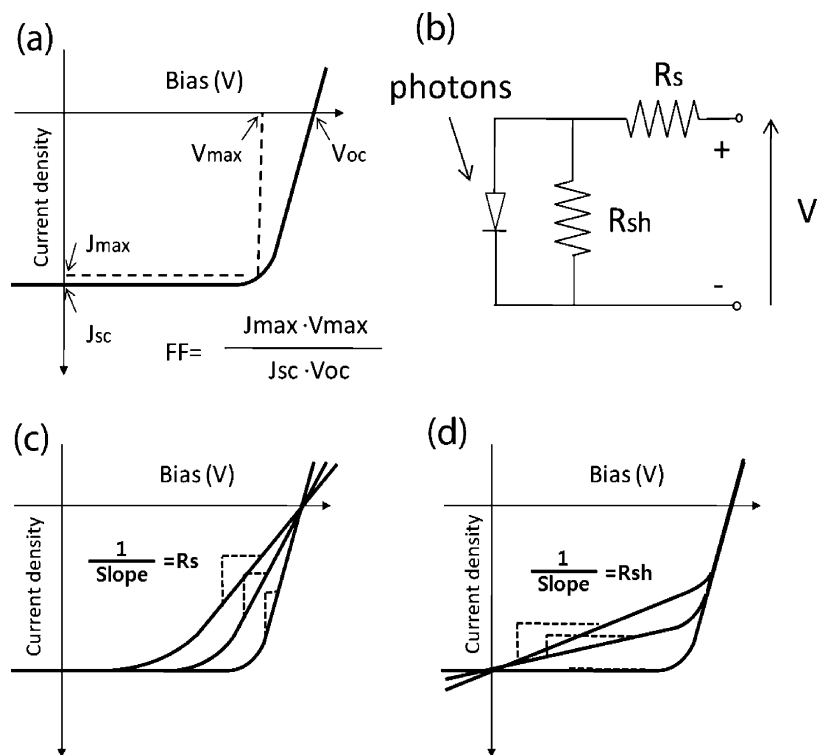 (a)
Bias (V)
Vmax
Voc
Current density
Jmax
Jsc
FF= Jmax ·Vmax
Jsc ·Voc
(b)
photons
Rs
+
Rsh
V
-
(c)
Bias (V)
Current density
1
Slope =Rs
(d)
Bias (V)
Current density
1
Slope =Rsh